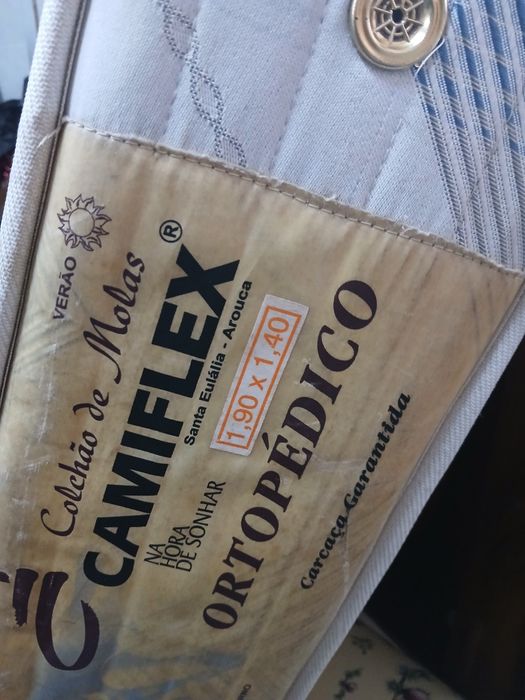 VERÃO
Colchão de Molas
CAMIFLEX®
Santa Eulália - Arouca
NA
HORA
DE SONHAR
1,90 x 1,40
ORTOPÉDICO
Carcaça Garantida